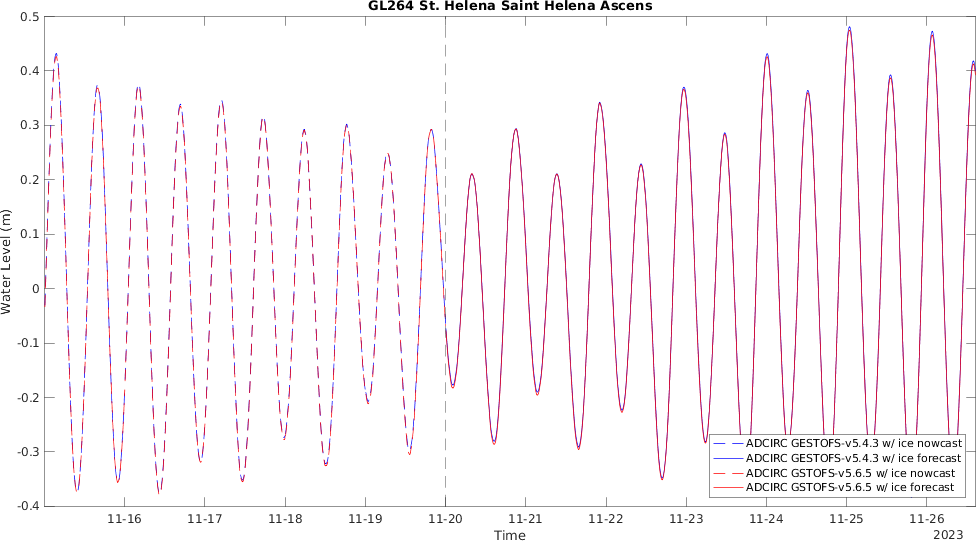 GL264 St. Helena Saint Helena Ascens
Water Level (m)
0.5
0.4
0.3
0.2
0.1
0
-0.1
-0.2
-0.3
-0.4
ADCIRC GESTOFS-v5.4.3 w/ ice nowcast
ADCIRC GESTOFS-v5.4.3 w/ ice forecast
ADCIRC GSTOFS-v5.6.5 w/ ice nowcast
ADCIRC GSTOFS-v5.6.5 w/ ice forecast
11-16 11-17 11-18 11-19 11-20 11-21 11-22 11-23 11-24 11-25 11-26
Time
2023